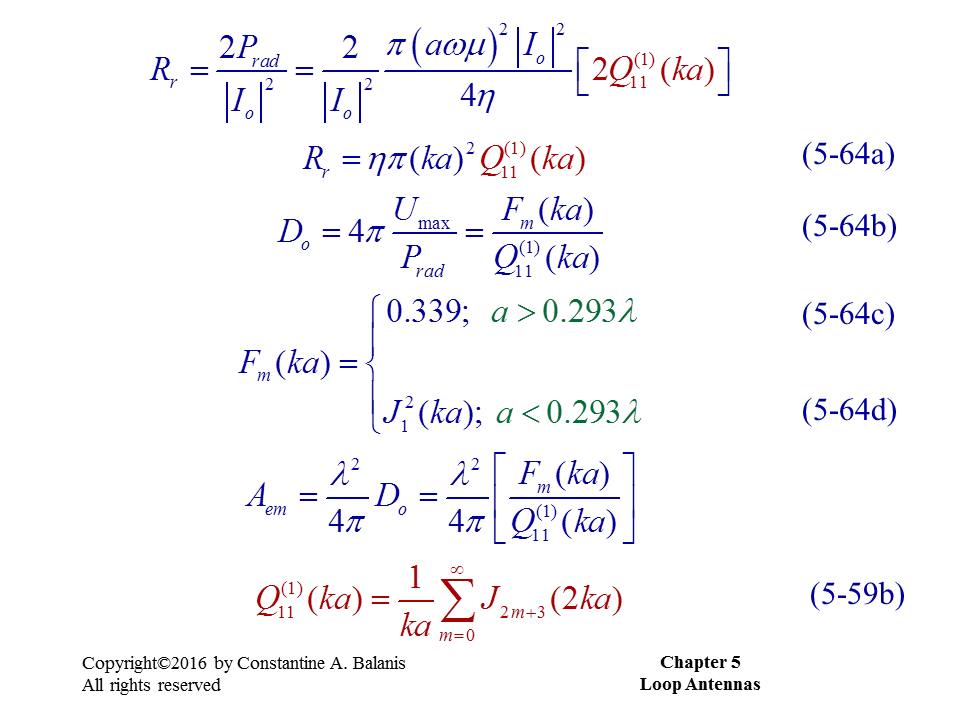 R_r = 2P_rad / |I_o|^2 = 2 / |I_o|^2 π(aωμ)^2 |I_o|^2 / 4η [2Q_11^(1)(ka)]
R_r = ηπ(ka)^2 Q_11^(1)(ka) (5-64a)
D_o = 4π U_max / P_rad = F_m(ka) / Q_11^(1)(ka) (5-64b)
F_m(ka) = { 0.339; a > 0.293λ (5-64c)
J_1^2(ka); a < 0.293λ (5-64d)
A_em = λ^2 / 4π D_o = λ^2 / 4π [F_m(ka) / Q_11^(1)(ka)]
Q_11^(1)(ka) = 1 / ka ∑_{m=0}^{∞} J_{2m+3}(2ka) (5-59b)
Copyright©2016 by Constantine A. Balanis
All rights reserved
Chapter 5
Loop Antennas